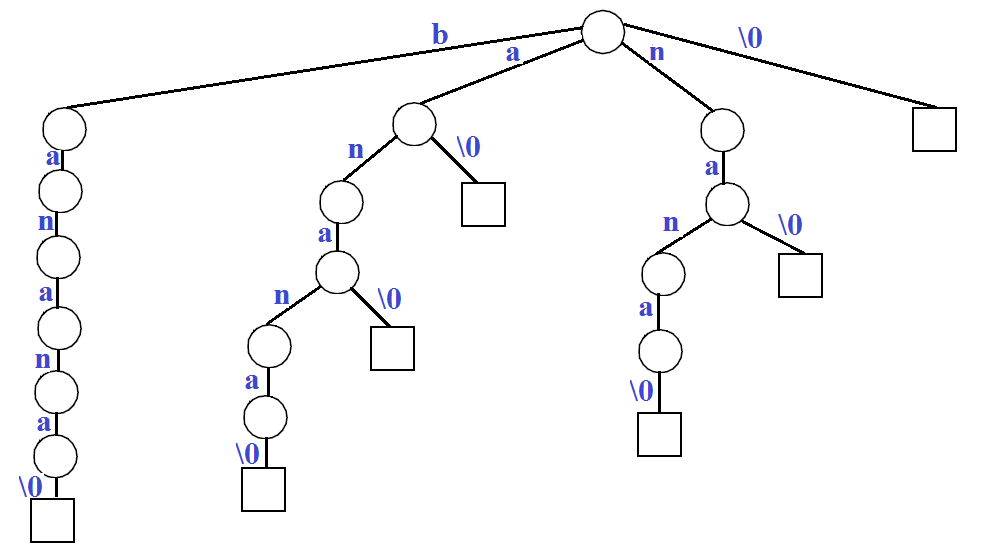 b a n \0
a n \0 a
n a \0 n \0
a n \0 a
n a \0
a \0
\0